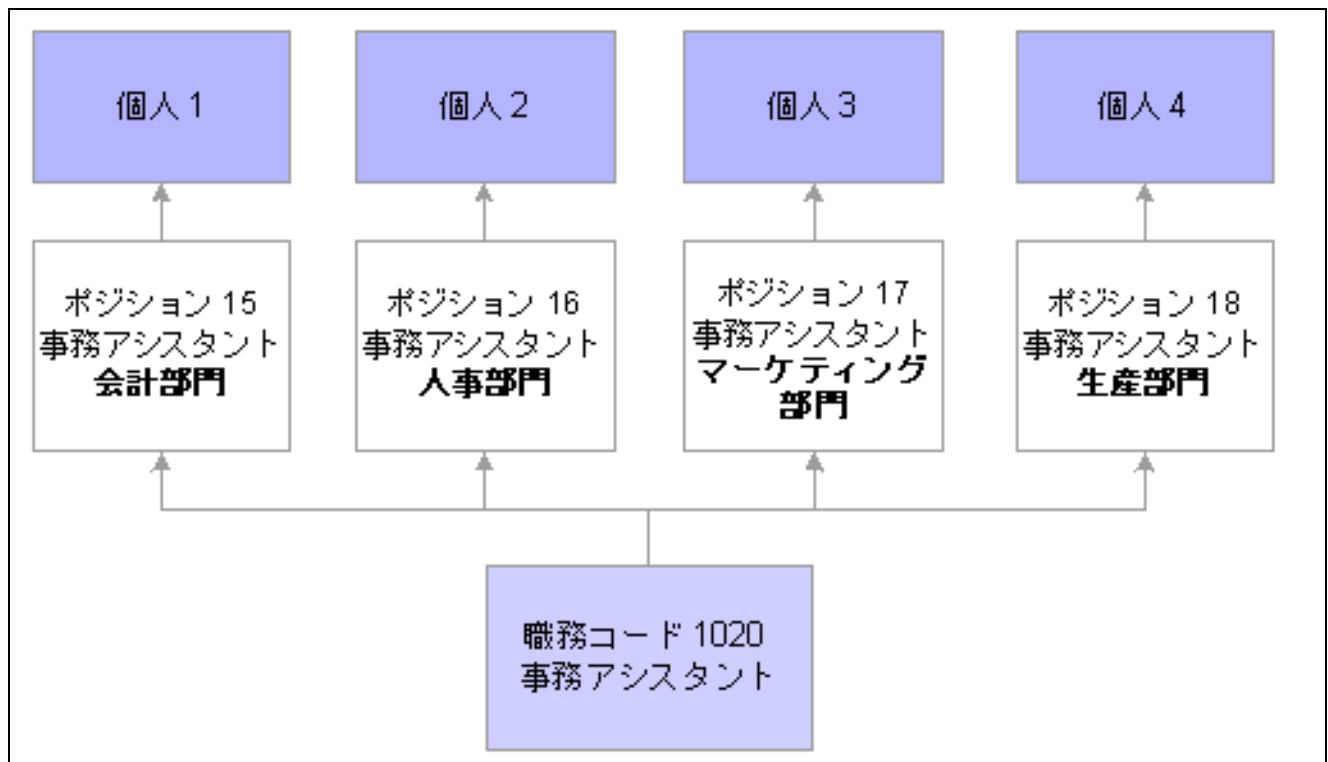 個人 1
個人 2
個人 3
個人 4
ポジション 15
事務アシスタント
会計部門
ポジション 16
事務アシスタント
人事部門
ポジション 17
事務アシスタント
マーケティング
部門
ポジション 18
事務アシスタント
生産部門
職務コード 1020
事務アシスタント